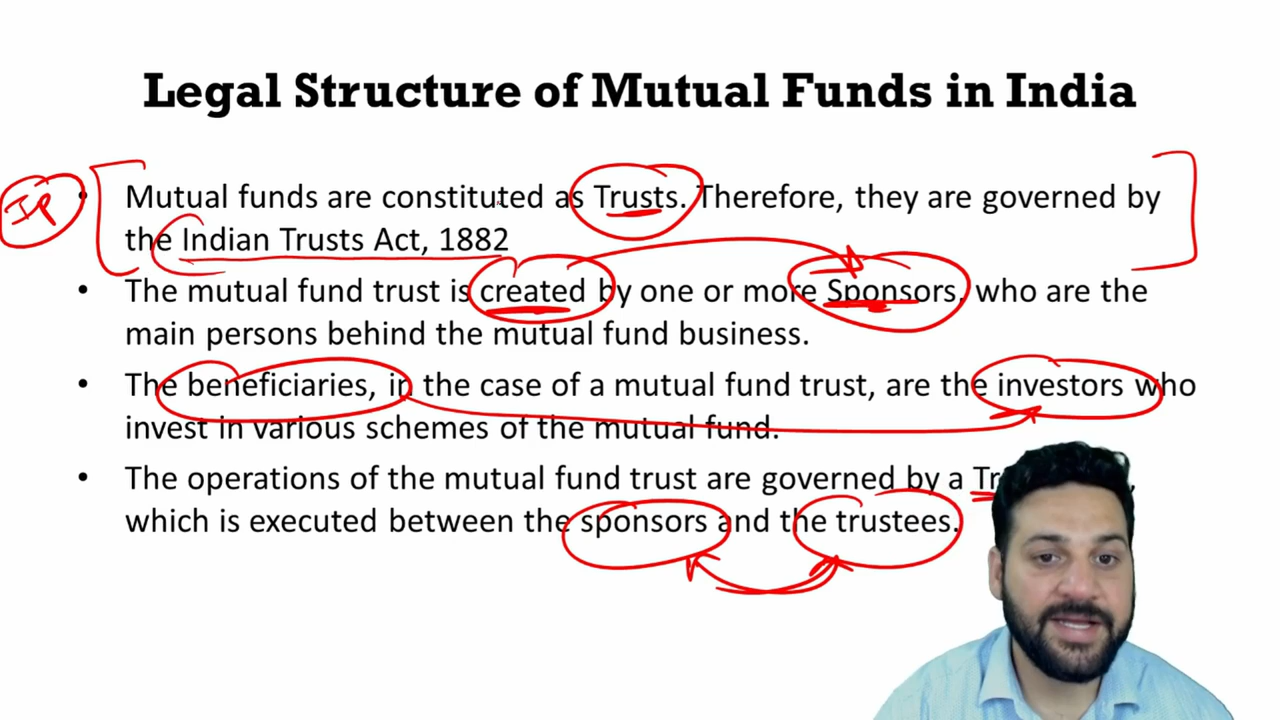 Legal Structure of Mutual Funds in India
• Mutual funds are constituted as Trusts. Therefore, they are governed by
the Indian Trusts Act, 1882
• The mutual fund trust is created by one or more Sponsors, who are the
main persons behind the mutual fund business.
• The beneficiaries, in the case of a mutual fund trust, are the investors who
invest in various schemes of the mutual fund.
• The operations of the mutual fund trust are governed by a
which is executed between the sponsors and the trustees.